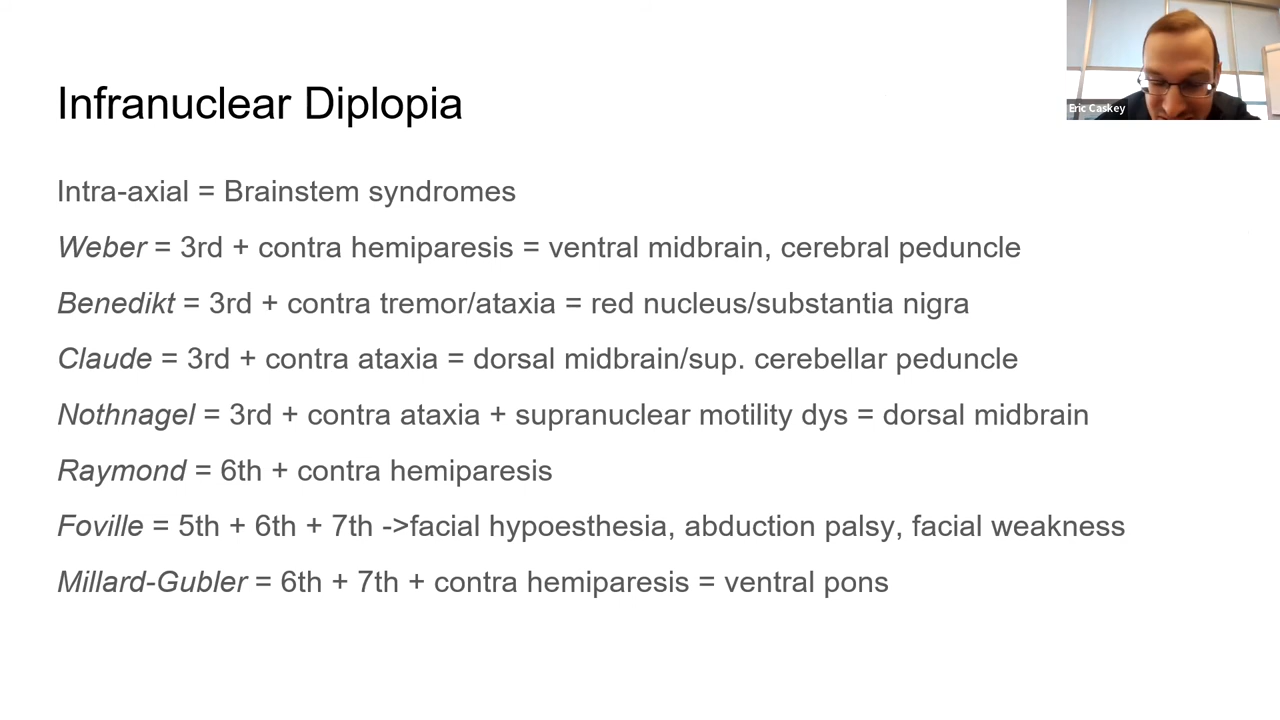 Infranuclear Diplopia
Eric Caskey
Intra-axial = Brainstem syndromes
Weber = 3rd + contra hemiparesis = ventral midbrain, cerebral peduncle
Benedikt = 3rd + contra tremor/ataxia = red nucleus/substantia nigra
Claude = 3rd + contra ataxia = dorsal midbrain/sup. cerebellar peduncle
Nothnagel = 3rd + contra ataxia + supranuclear motility dys = dorsal midbrain
Raymond = 6th + contra hemiparesis
Foville = 5th + 6th + 7th ->facial hypoesthesia, abduction palsy, facial weakness
Millard-Gubler = 6th + 7th + contra hemiparesis = ventral pons